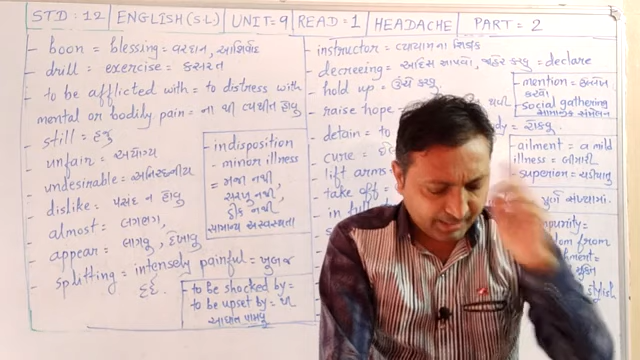 STD : 12 ENGLISH (S.L) UNIT = 9 READ = 1 HEADACHE PART = 2
- boon = blessing = વરદાન, આશિર્વાદ
- drill = exercise = કસરત
- to be afflicted with = to distress with
mental or bodily pain = ના થી વ્યથીત હોવું
- still = હજુ
- unfair = અયોગ્ય
- undesirable = અનિચ્છનીય
- dislike = પસંદ ન હોવું
- almost = લગભગ
- appear = લાગવું, દેખાવું
- splitting = intensely painful = ખુબજ
દર્દ
- indisposition
- minor illness
= મજા નથી,
સારુ નથી,
ઠીક નથી
સામાન્ય અસ્વસ્થતા
- to be shocked by =
to be upset by = થી
આઘાત પામવું
- instructor = વ્યાયામના શિક્ષક
- decreeing = આદેશ આપવો, જાહેર કરવું = declare
- hold up = ઉંચે કરવું
- raise hope
- detain = to
રોકવું
- cure =
- lift arms
- take off =
- in full
- mention = ઉલ્લેખ
કરવો
- social gathering
સામાજિક સંમેલન
- ailment = a mild
illness = બીમારી
- superior = ચડીયાતું
from
stylish